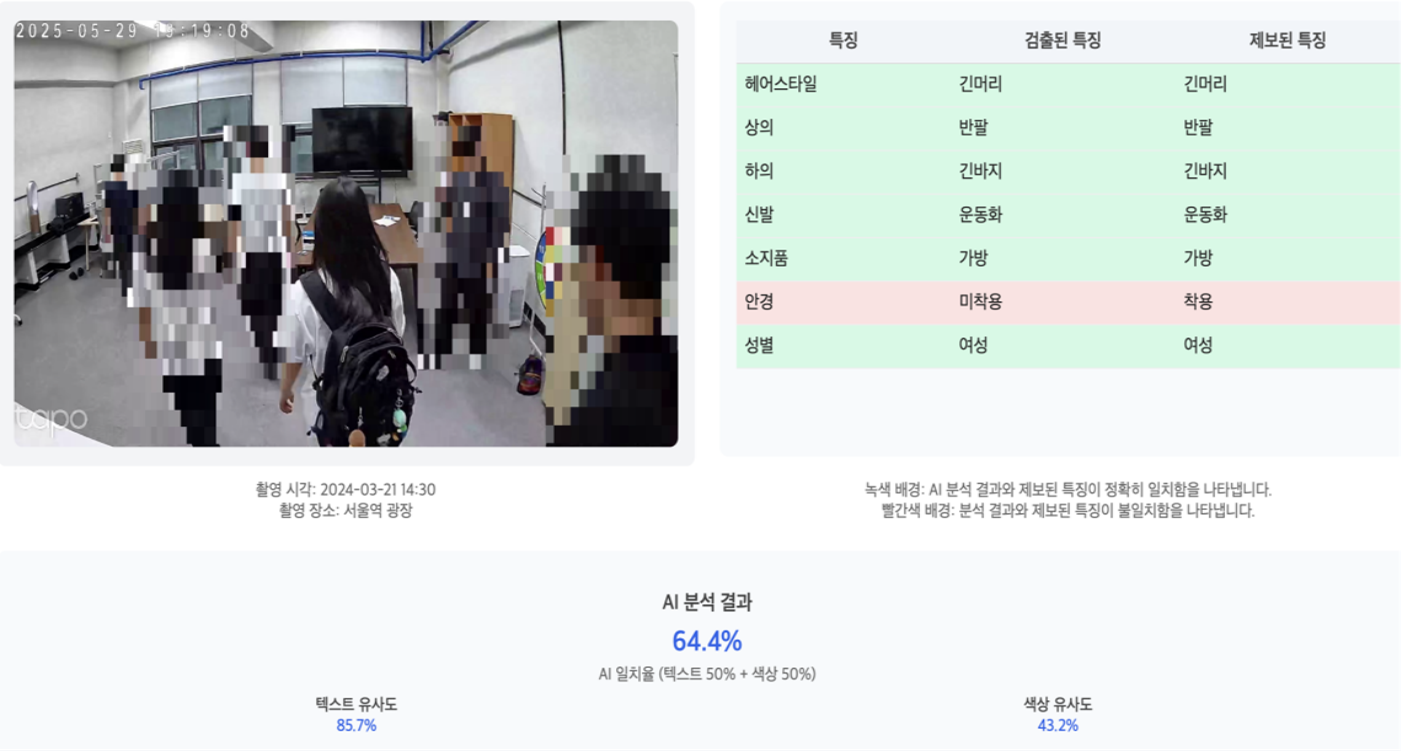 2025-05-29 19:19:08
tapo
촬영 시각: 2024-03-21 14:30
촬영 장소: 서울역 광장
특징 검출된 특징 제보된 특징
헤어스타일 긴머리 긴머리
상의 반팔 반팔
하의 긴바지 긴바지
신발 운동화 운동화
소지품 가방 가방
안경 미착용 착용
성별 여성 여성
녹색 배경: AI 분석 결과와 제보된 특징이 정확히 일치함을 나타냅니다.
빨간색 배경: 분석 결과와 제보된 특징이 불일치함을 나타냅니다.
AI 분석 결과
64.4%
AI 일치율 (텍스트 50% + 색상 50%)
텍스트 유사도 색상 유사도
85.7% 43.2%